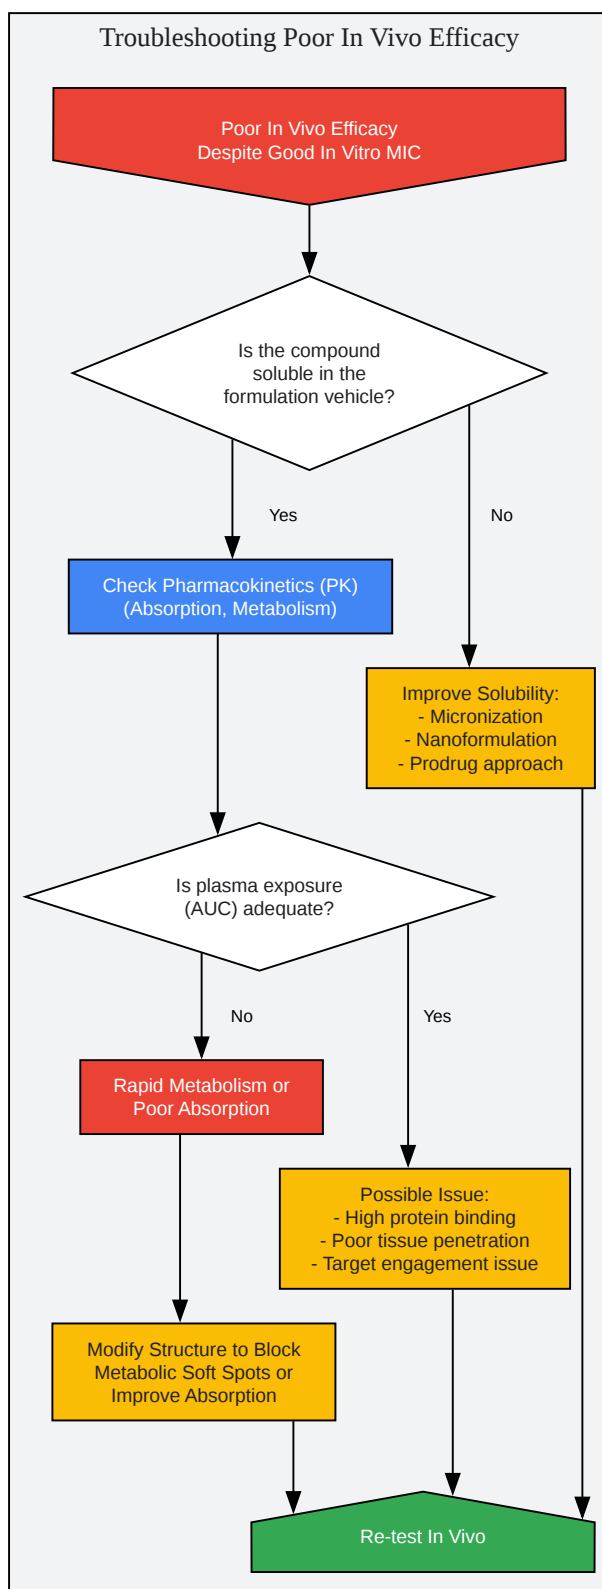 Troubleshooting Poor In Vivo Efficacy
Poor In Vivo Efficacy
Despite Good In Vitro MIC
Is the compound
soluble in the
formulation vehicle?
Yes
No
Check Pharmacokinetics (PK)
(Absorption, Metabolism)
Improve Solubility:
- Micronization
- Nanoformulation
- Prodrug approach
Is plasma exposure
(AUC) adequate?
No
Yes
Rapid Metabolism or
Poor Absorption
Possible Issue:
- High protein binding
- Poor tissue penetration
- Target engagement issue
Modify Structure to Block
Metabolic Soft Spots or
Improve Absorption
Re-test In Vivo